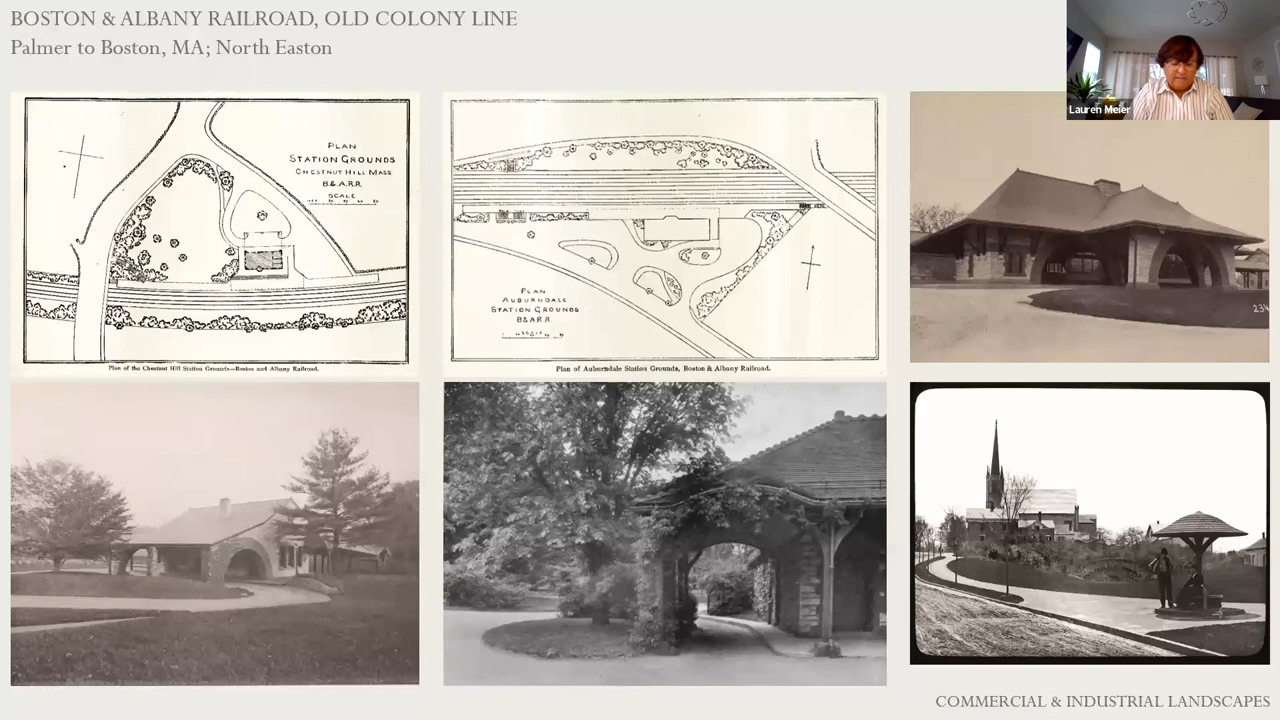 BOSTON & ALBANY RAILROAD, OLD COLONY LINE
Palmer to Boston, MA; North Easton
Lauren Meier
PLAN
STATION GROUNDS
CHESTNUT HILL MASS
B.& A.R.R.
SCALE
Plan of the Chestnut Hill Station Grounds—Boston and Albany Railroad.
PLAN
AUBURNDALE
STATION GROUNDS
B.& A.R.R.
SCALE
Plan of Auburndale Station Grounds, Boston & Albany Railroad.
COMMERCIAL & INDUSTRIAL LANDSCAPES